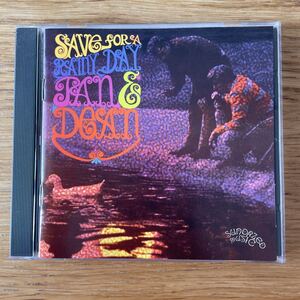 SAVE FOR A
RAINY DAY
JAN &
DEAN
SUNDAZED
MUSIC